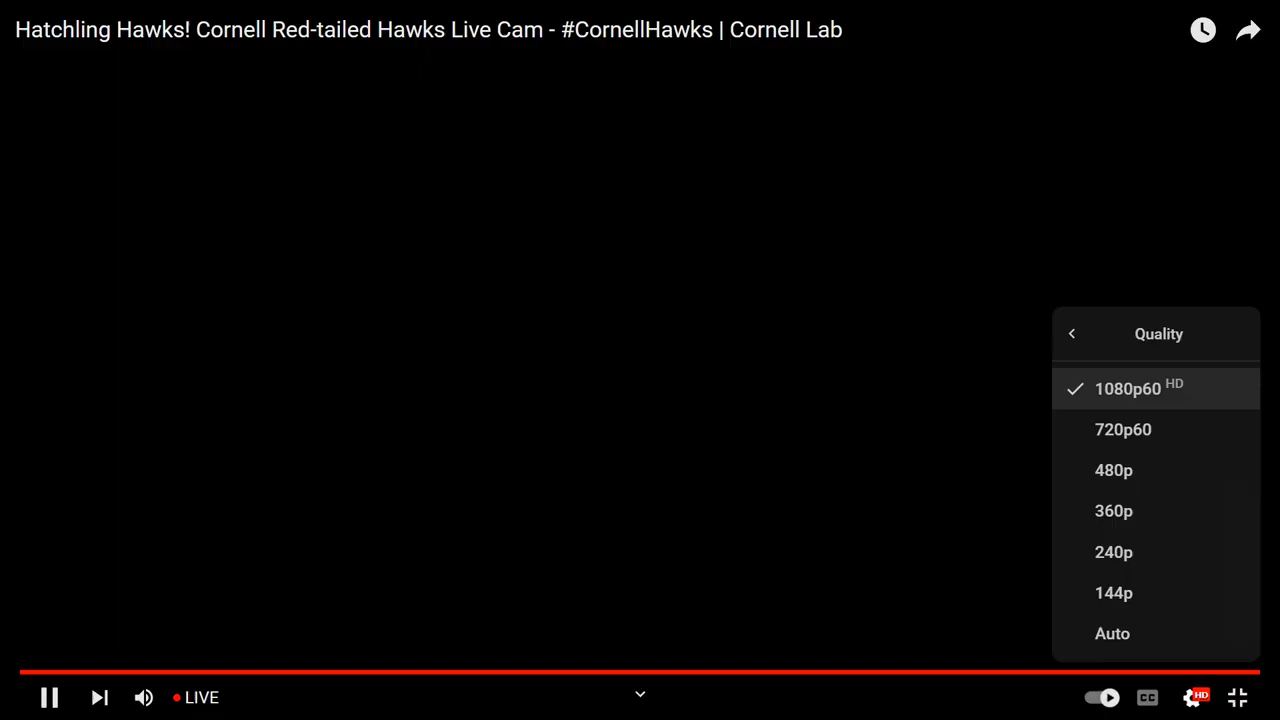 Hatchling Hawks! Cornell Red-tailed Hawks Live Cam - #CornellHawks | Cornell Lab
Quality
1080p60 HD
720p60
480p
360p
240p
144p
Auto
LIVE
CC
HD